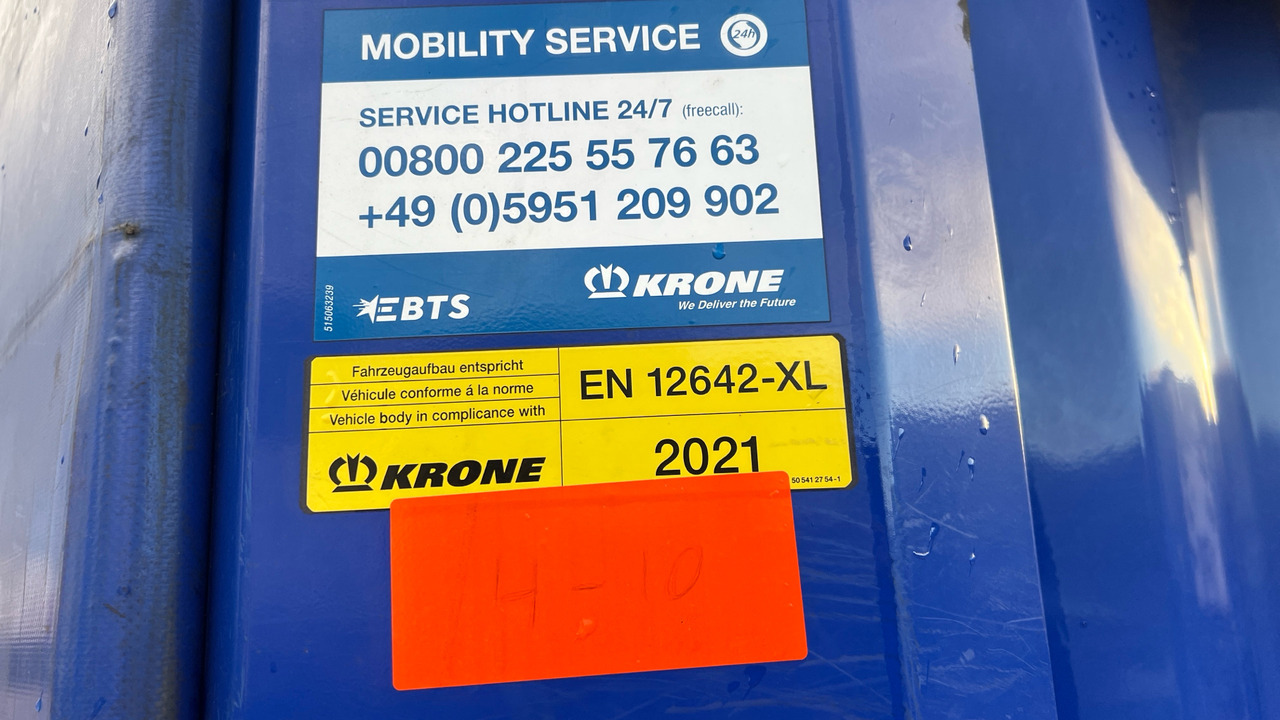 MOBILITY SERVICE 24h
SERVICE HOTLINE 24/7 (freecall):
00800 225 55 76 63
+49 (0)5951 209 902
515063239
EBTS
KRONE
We Deliver the Future
Fahrzeugaufbau entspricht
Véhicule conforme á la norme
Vehicle body in complicance with
KRONE
EN 12642-XL
2021
50 541 27 54-1
4 - 10